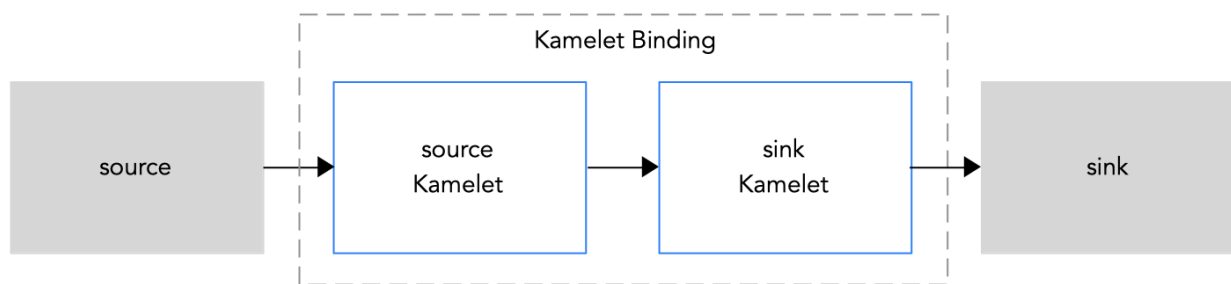 Kamelet Binding
source
source
Kamelet
sink
Kamelet
sink